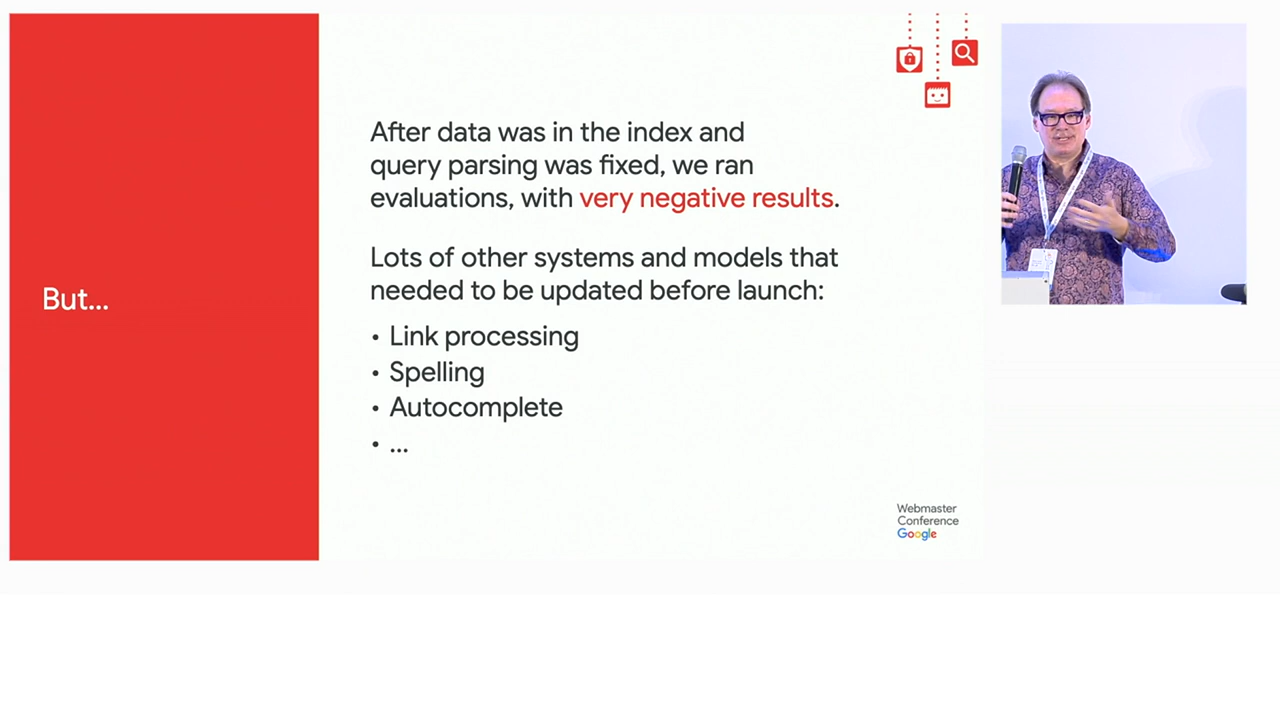 But...
After data was in the index and
query parsing was fixed, we ran
evaluations, with very negative results.
Lots of other systems and models that
needed to be updated before launch:
• Link processing
• Spelling
• Autocomplete
• ...
Webmaster
Conference
Google